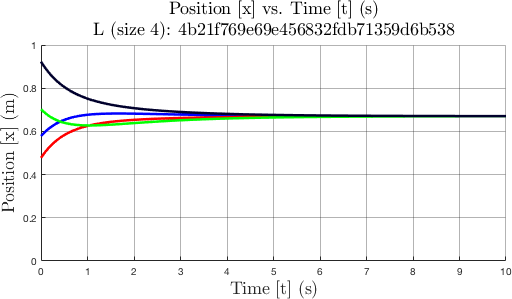 Position [x] vs. Time [t] (s)
L (size 4): 4b21f769e69e456832fdb71359d6b538
Position [x] (m)
1
0.8
0.6
0.4
0.2
0
0 1 2 3 4 5 6 7 8 9 10
Time [t] (s)